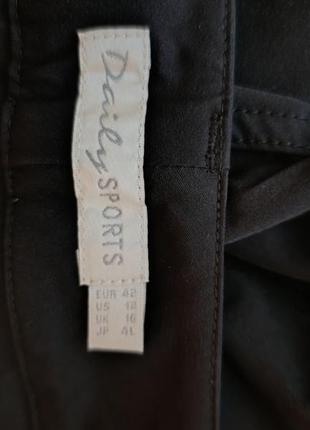 Daily SPORTS
EUR 42
US 12
UK 16
JP 4L